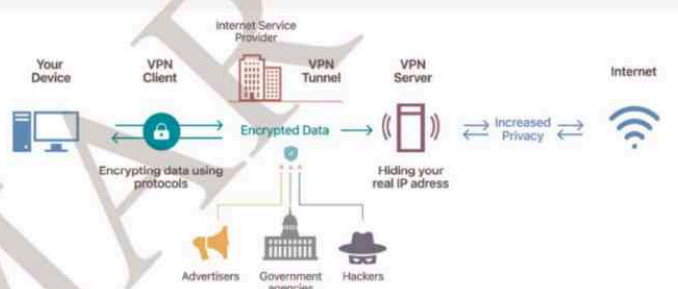 Internet Service
Provider
Your
Device
VPN
Client
VPN
Tunnel
VPN
Server
Internet
Encrypted Data
Increased
Privacy
Encrypting data using
protocols
Hiding your
real IP adress
Advertisers
Government
agencies
Hackers